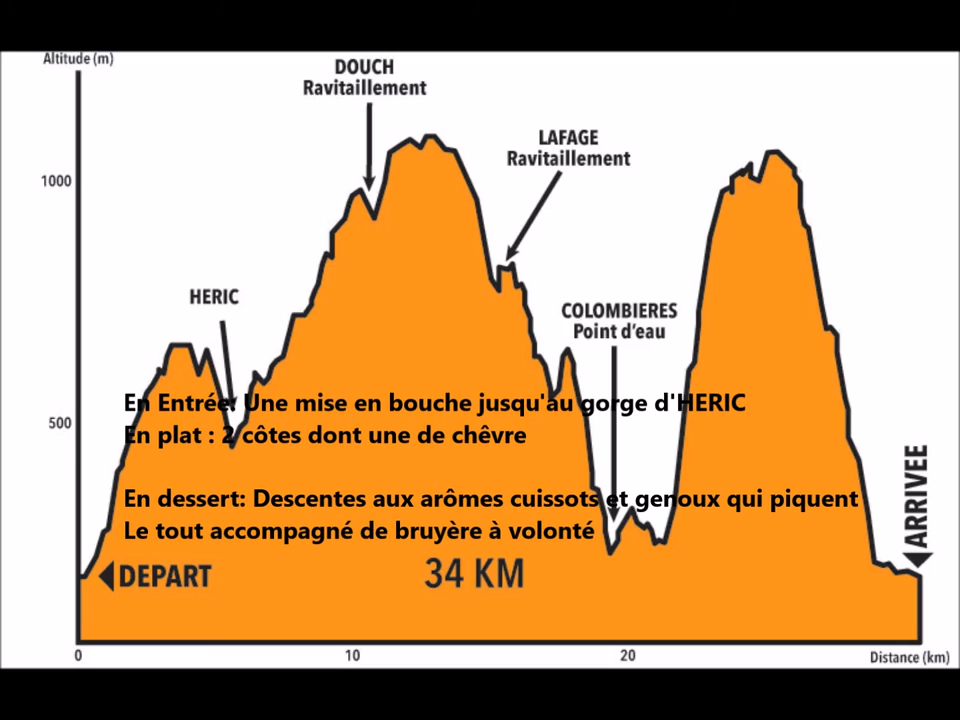 Altitude (m)
DOUCH
Ravitaillement
LAFAGE
Ravitaillement
1000
HERIC
COLOMBIERES
Point d'eau
En Entrée: Une mise en bouche jusqu'au gorge d'HERIC
500
En plat : 2 côtes dont une de chêvre
En dessert: Descentes aux arômes cuissots et genoux qui piquent
Le tout accompagné de bruyère à volonté
ARRIVEE
DEPART
34 KM
0
10
20
Distance (km)